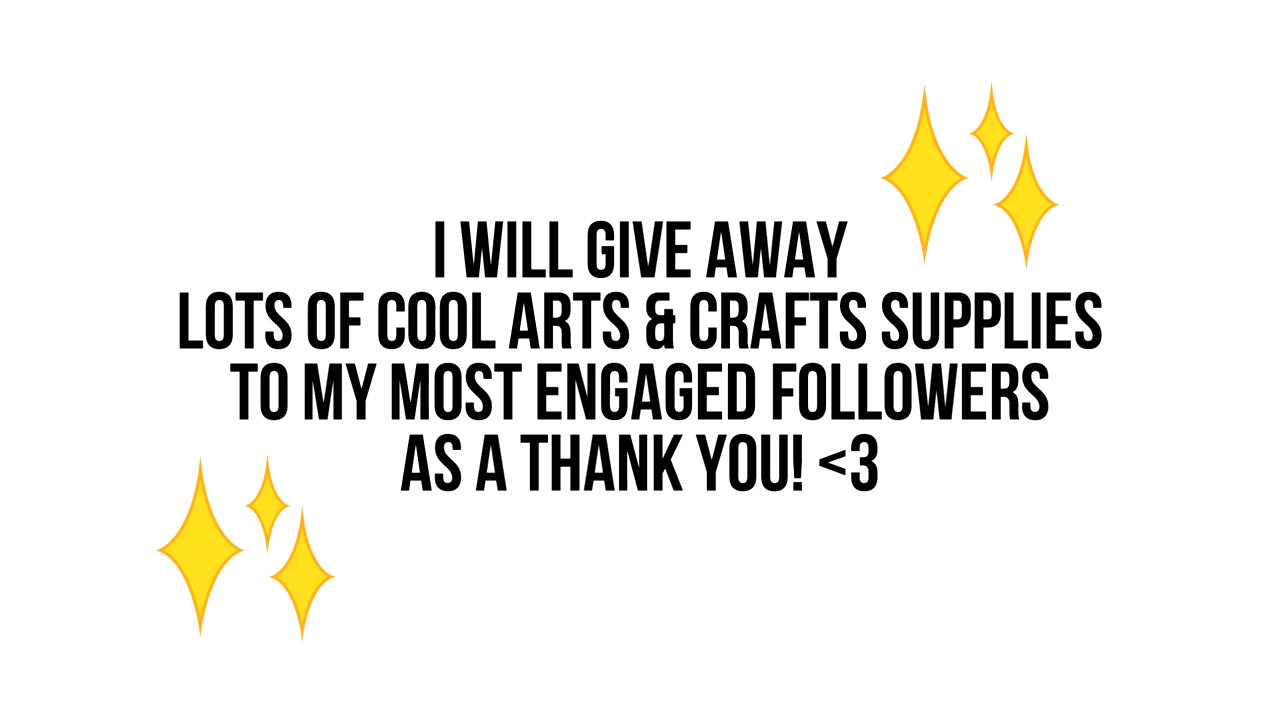 I WILL GIVE AWAY
LOTS OF COOL ARTS & CRAFTS SUPPLIES
TO MY MOST ENGAGED FOLLOWERS
AS A THANK YOU! <3